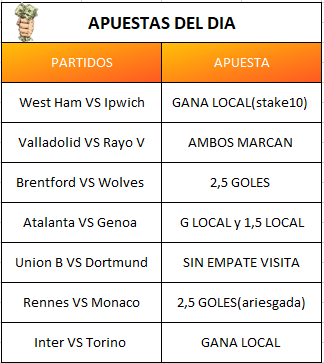 APUESTAS DEL DIA
PARTIDOS APUESTA
West Ham VS Ipwich GANA LOCAL(stake10)
Valladolid VS Rayo V AMBOS MARCAN
Brentford VS Wolves 2,5 GOLES
Atalanta VS Genoa G LOCAL y 1,5 LOCAL
Union B VS Dortmund SIN EMPATE VISITA
Rennes VS Monaco 2,5 GOLES(ariesgada)
Inter VS Torino GANA LOCAL